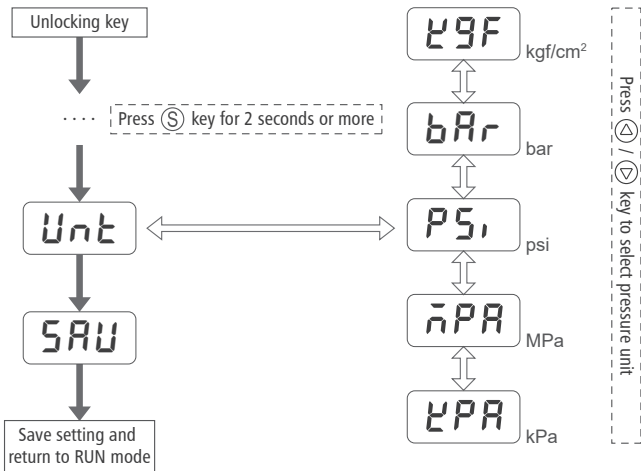 Unlocking key
····
Press Ⓢ key for 2 seconds or more
Unt
SAU
Save setting and
return to RUN mode
kgF
kgf/cm²
bAr
bar
PSi
psi
mPA
MPa
kPA
kPa
Press △ / ▽ key to select pressure unit